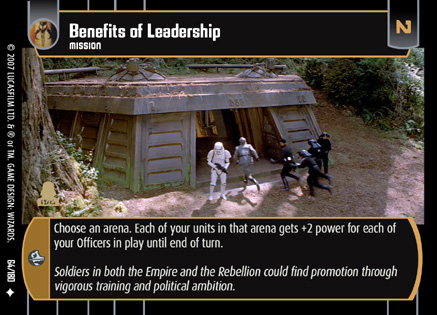 Benefits of Leadership
MISSION
N
Choose an arena. Each of your units in that arena gets +2 power for each of
your Officers in play until end of turn.
Soldiers in both the Empire and the Rebellion could find promotion through
vigorous training and political ambition.
© 2007 LUCASFILM LTD. & ® or TM. GAME DESIGN: WIZARDS.
64/180